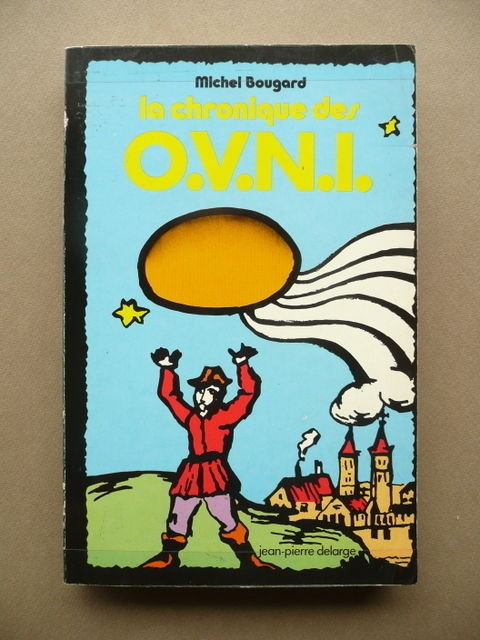 Michel Bougard
la chronique des
O.V.N.I.
jean-pierre delarge